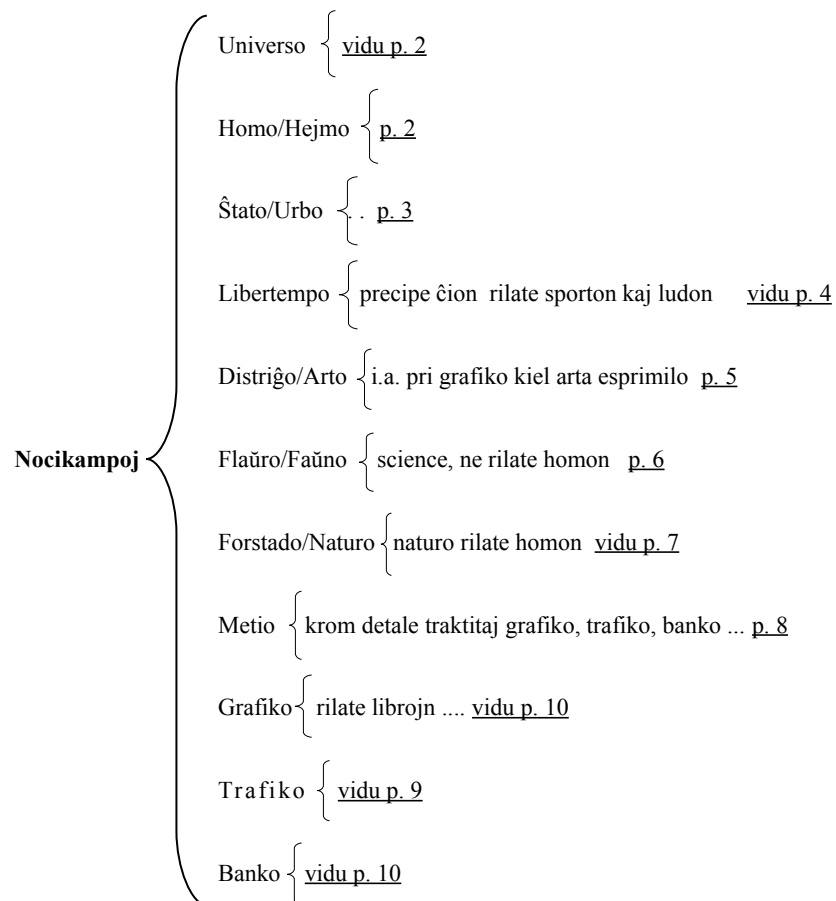 Universo vidu p. 2
Homo/Hejmo p. 2
Ŝtato/Urbo . . p. 3
Libertempo precipe ĉion rilate sporton kaj ludon vidu p. 4
Distriĝo/Arto i.a. pri grafiko kiel arta esprimilo p. 5
Nocikampoj Flaŭro/Faŭno science, ne rilate homon p. 6
Forstado/Naturo naturo rilate homon vidu p. 7
Metio krom detale traktitaj grafiko, trafiko, banko ... p. 8
Grafiko rilate librojn .... vidu p. 10
Trafiko vidu p. 9
Banko vidu p. 10